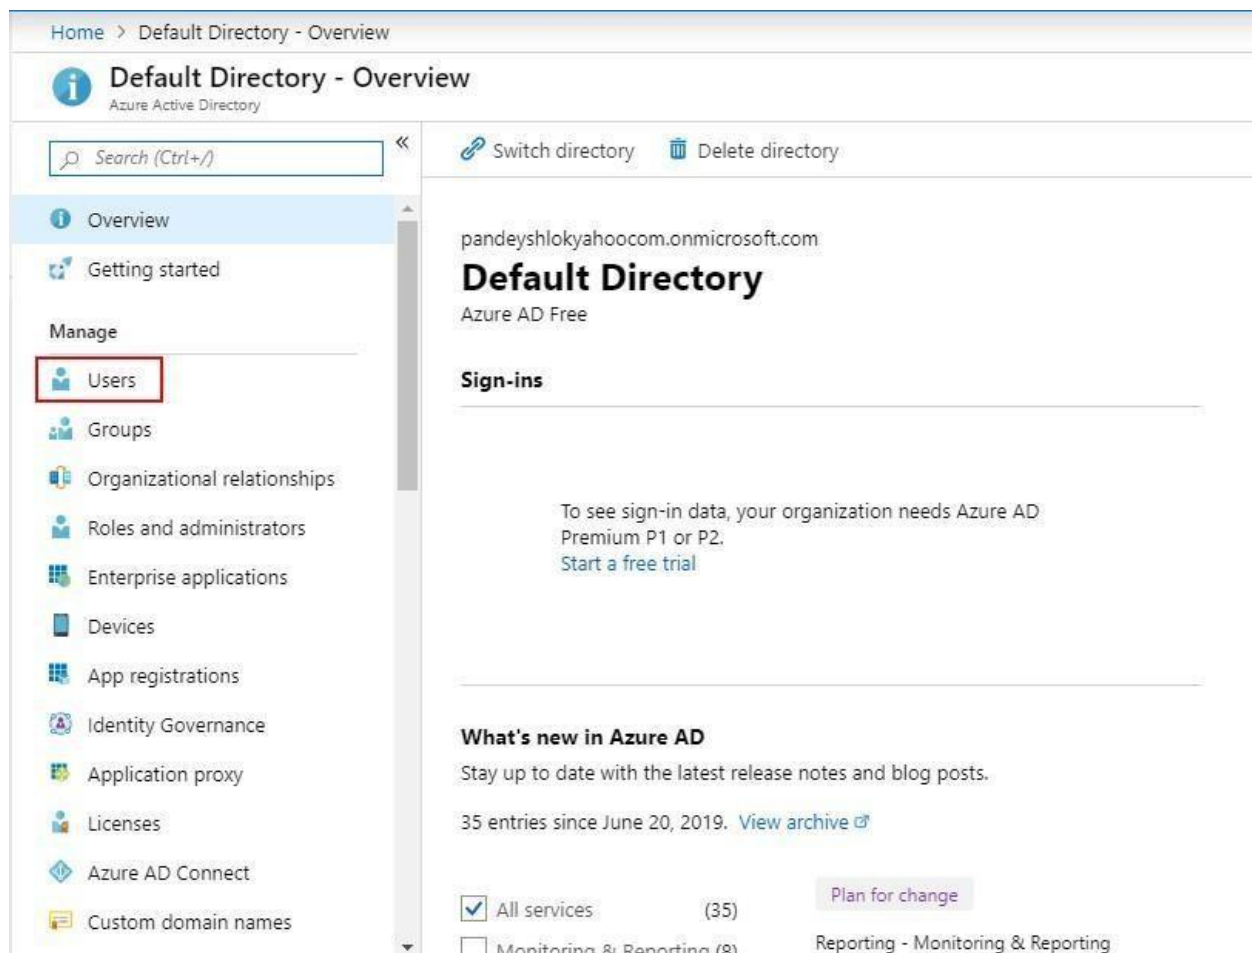 Home > Default Directory - Overview
Default Directory - Overview
Azure Active Directory
Search (Ctrl+/)
«
Overview
Getting started
Manage
Users
Groups
Organizational relationships
Roles and administrators
Enterprise applications
Devices
App registrations
Identity Governance
Application proxy
Licenses
Azure AD Connect
Custom domain names
Switch directory
Delete directory
pandeyshlokyahoocom.onmicrosoft.com
Default Directory
Azure AD Free
Sign-ins
To see sign-in data, your organization needs Azure AD
Premium P1 or P2.
Start a free trial
What's new in Azure AD
Stay up to date with the latest release notes and blog posts.
35 entries since June 20, 2019. View archive
All services (35)
Monitoring & Reporting (8)
Plan for change
Reporting - Monitoring & Reporting